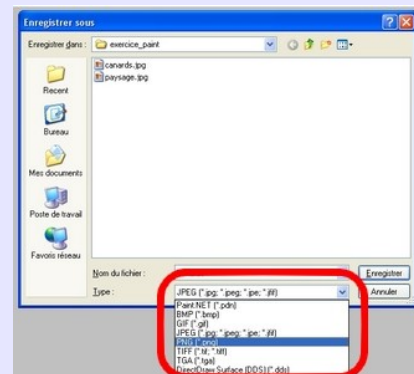 Enregistrer sous
Enregistrer dans :
exercice_paint
canards.jpg
paysage.jpg
Recent
Bureau
Mes documents
Poste de travail
Favoris réseau
Nom du fichier :
Enregistrer
Type :
JPEG (*.jpg; *.jpeg; *.jpe; *.jfif)
Annuler
Paint.NET (*.pdn)
BMP (*.bmp)
GIF (*.gif)
JPEG (*.jpg; *.jpeg; *.jpe; *.jfif)
PNG (*.png)
TIFF (*.tif; *.tiff)
TGA (*.tga)
DirectDraw Surface (DDS) (*.dds)